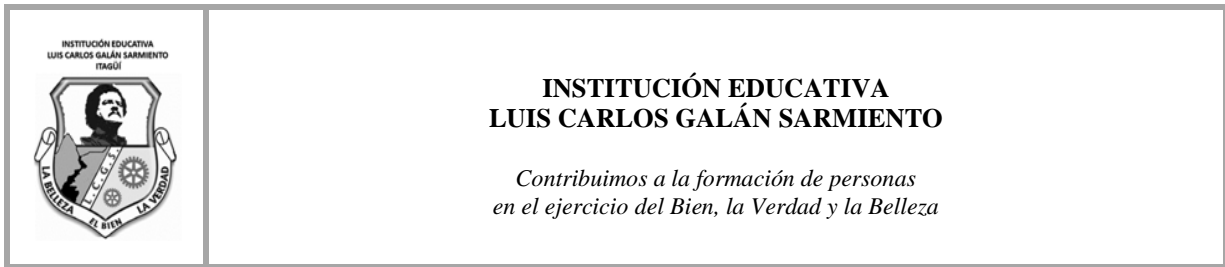 INSTITUCIÓN EDUCATIVA
LUIS CARLOS GALÁN SARMIENTO
ITAGÜÍ
L.C.G.S.
LA BELLEZA
EL BIEN
LA VERDAD
INSTITUCIÓN EDUCATIVA
LUIS CARLOS GALÁN SARMIENTO
Contribuimos a la formación de personas
en el ejercicio del Bien, la Verdad y la Belleza